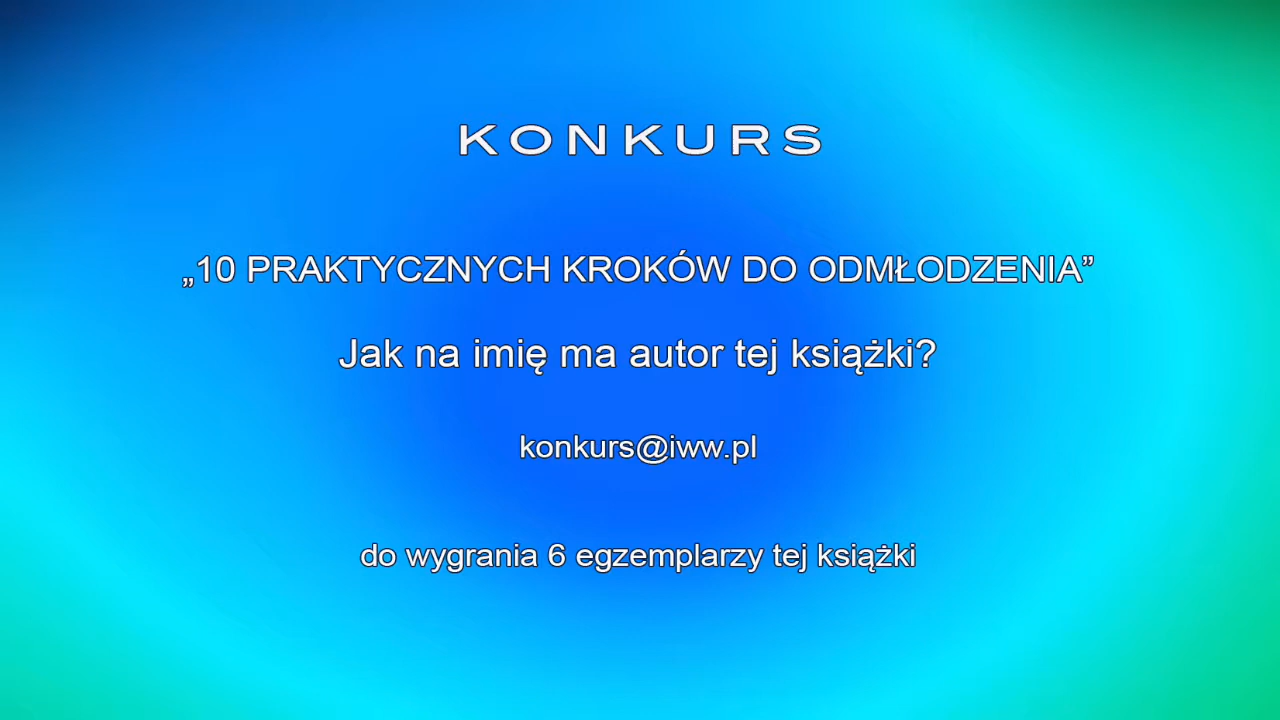 KONKURS
„10 PRAKTYCZNYCH KROKÓW DO ODMŁODZENIA”
Jak na imię ma autor tej książki?
konkurs@iww.pl
do wygrania 6 egzemplarzy tej książki